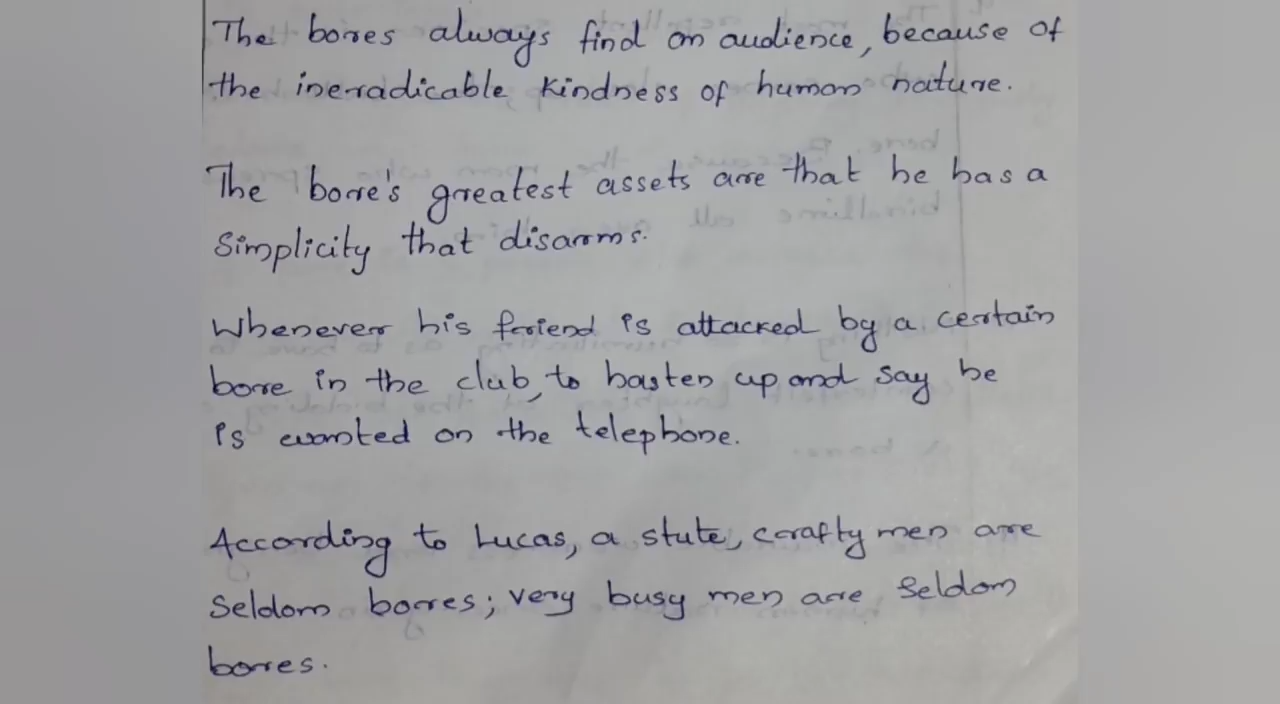 The bores always find an audience, because of
the ineradicable kindness of human nature.
The bore's greatest assets are that he has a
simplicity that disarms.
Whenever his friend is attacked by a certain
bore in the club, to hasten up and say he
is wanted on the telephone.
According to Lucas, a stute, crafty men are
Seldom bores; very busy men are seldom
bores.